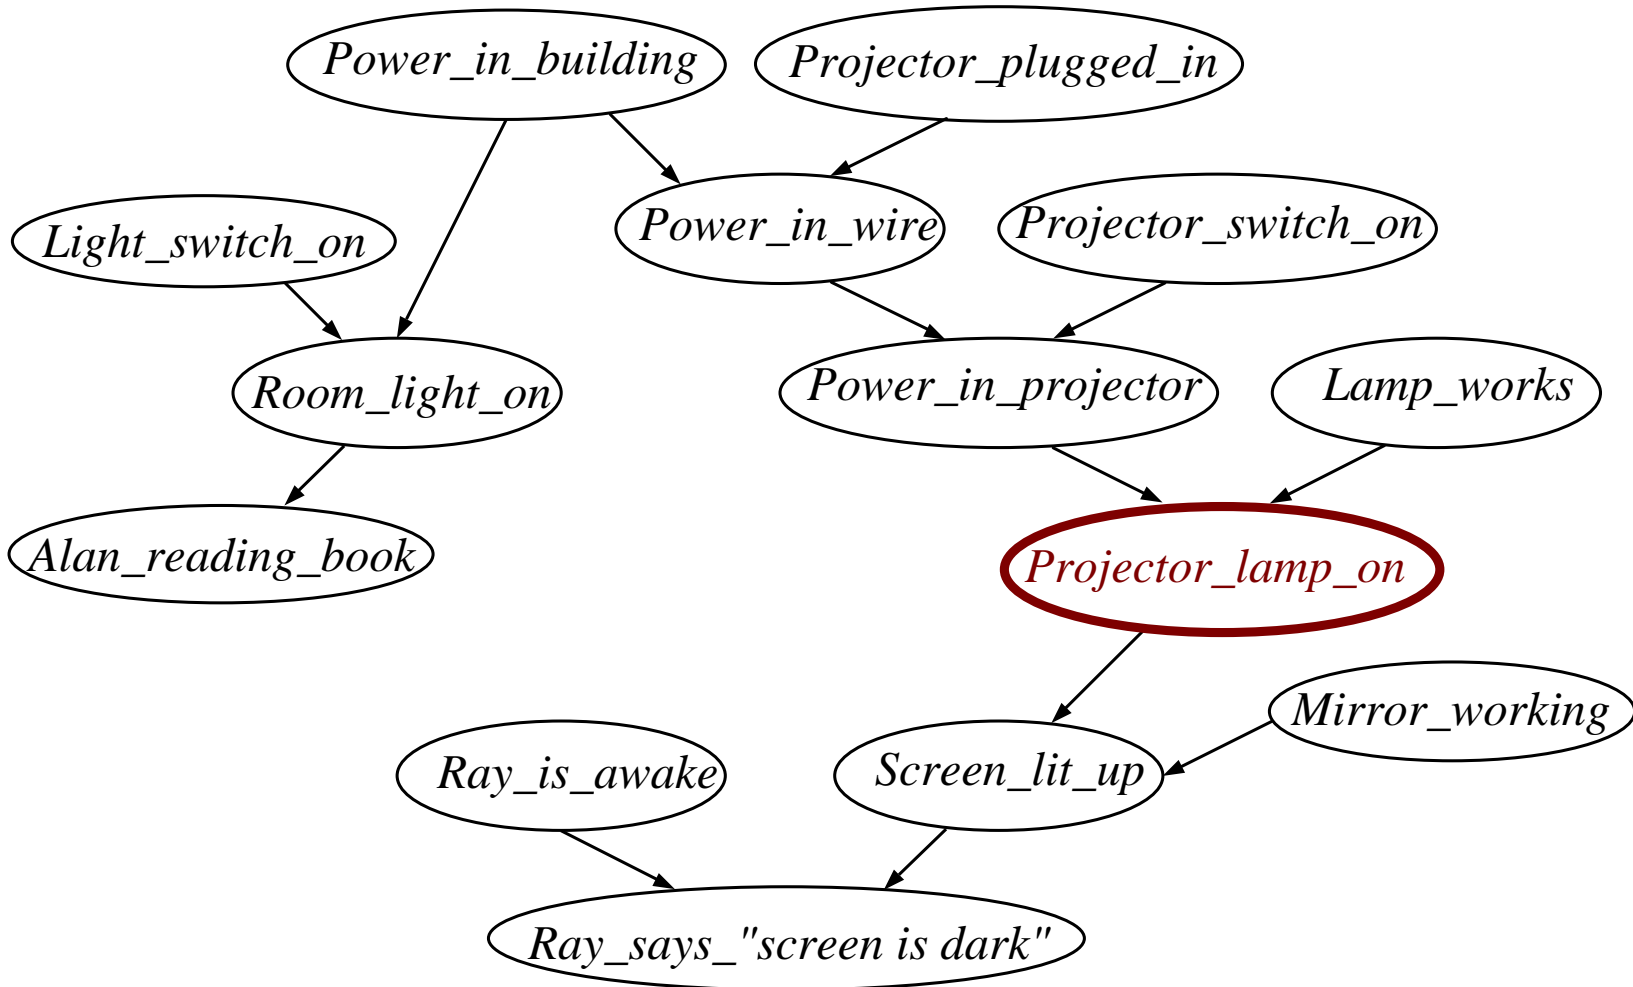 Power_in_building
Projector_plugged_in
Light_switch_on
Power_in_wire
Projector_switch_on
Room_light_on
Power_in_projector
Lamp_works
Alan_reading_book
Projector_lamp_on
Mirror_working
Ray_is_awake
Screen_lit_up
Ray_says_"screen is dark"